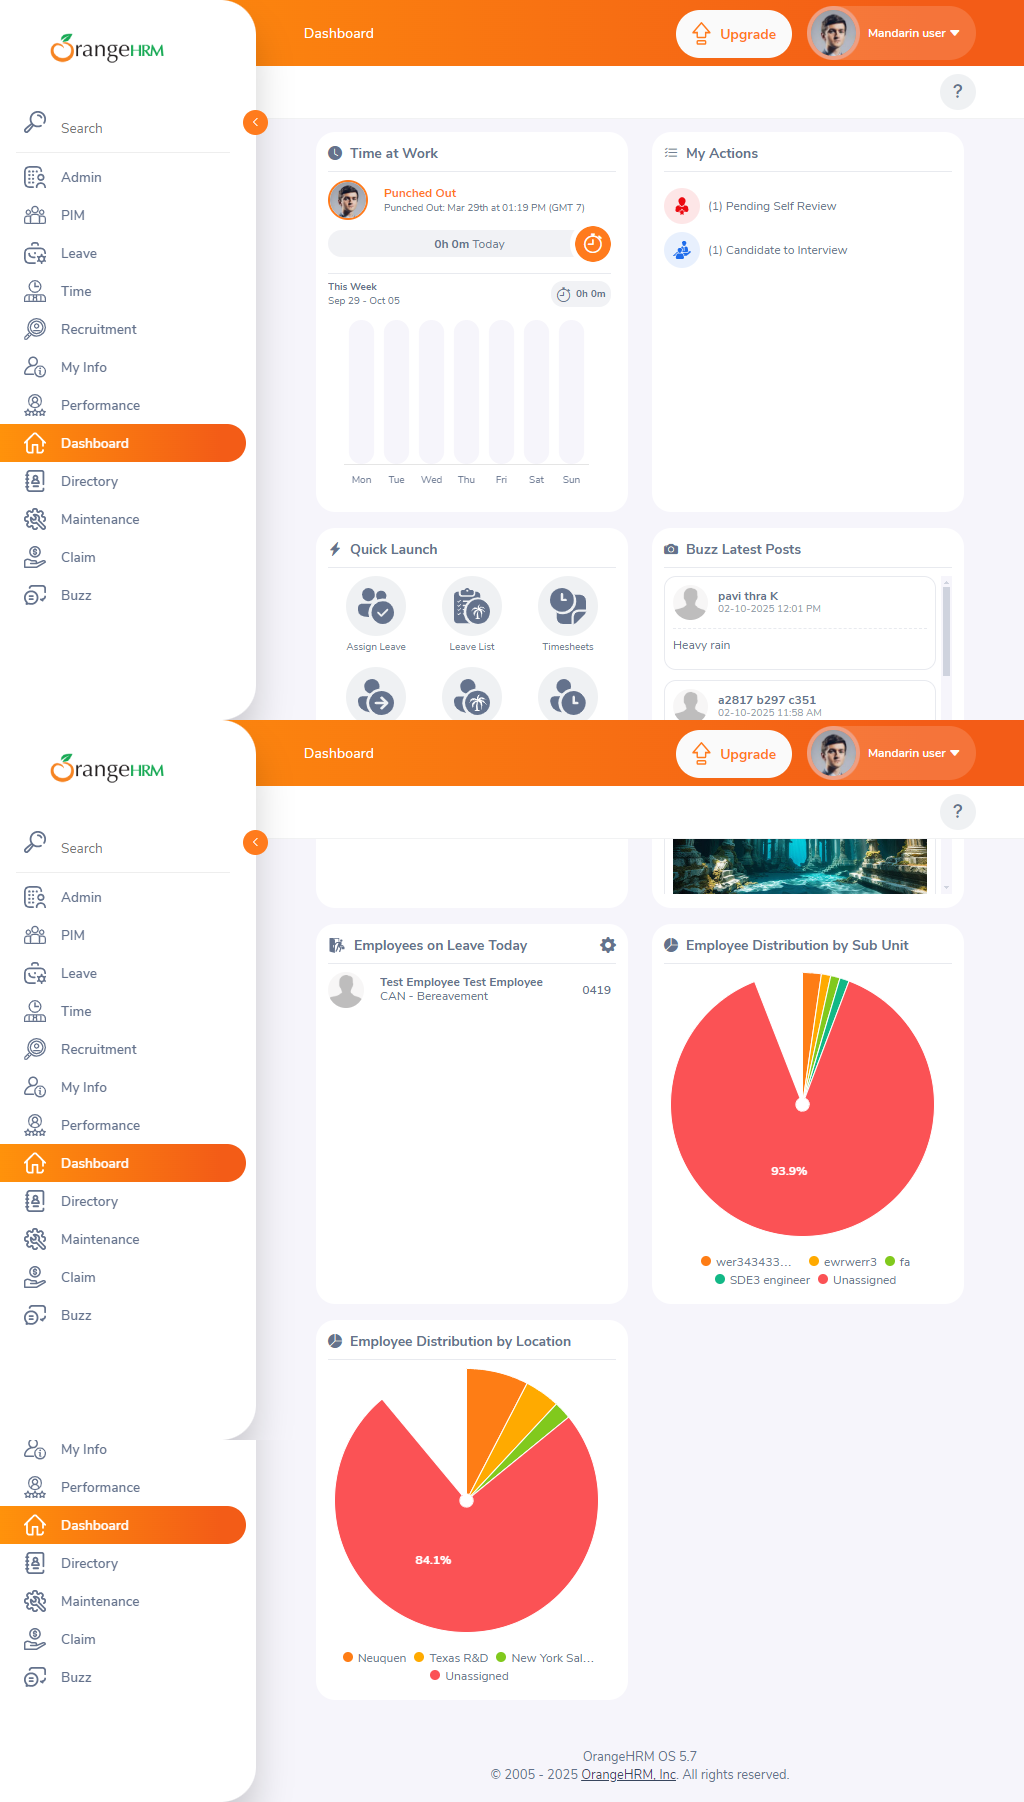 OrangeHRM
Dashboard
Upgrade
Mandarin user
?
Search
Admin
PIM
Leave
Time
Recruitment
My Info
Performance
Dashboard
Directory
Maintenance
Claim
Buzz
Time at Work
Punched Out
Punched Out: Mar 29th at 01:19 PM (GMT 7)
0h 0m Today
This Week
Sep 29 - Oct 05
0h 0m
Mon Tue Wed Thu Fri Sat Sun
My Actions
(1) Pending Self Review
(1) Candidate to Interview
Quick Launch
Assign Leave
Leave List
Timesheets
Buzz Latest Posts
pavi thra K
02-10-2025 12:01 PM
Heavy rain
a2817 b297 c351
02-10-2025 11:58 AM
OrangeHRM
Dashboard
Upgrade
Mandarin user
?
Search
Admin
PIM
Leave
Time
Recruitment
My Info
Performance
Dashboard
Directory
Maintenance
Claim
Buzz
Employees on Leave Today
Test Employee Test Employee
CAN - Bereavement
0419
Employee Distribution by Sub Unit
93.9%
wer343433... ewrwerr3 fa
SDE3 engineer Unassigned
Employee Distribution by Location
84.1%
Neuquen Texas R&D New York Sal...
Unassigned
My Info
Performance
Dashboard
Directory
Maintenance
Claim
Buzz
OrangeHRM OS 5.7
© 2005 - 2025 OrangeHRM, Inc. All rights reserved.